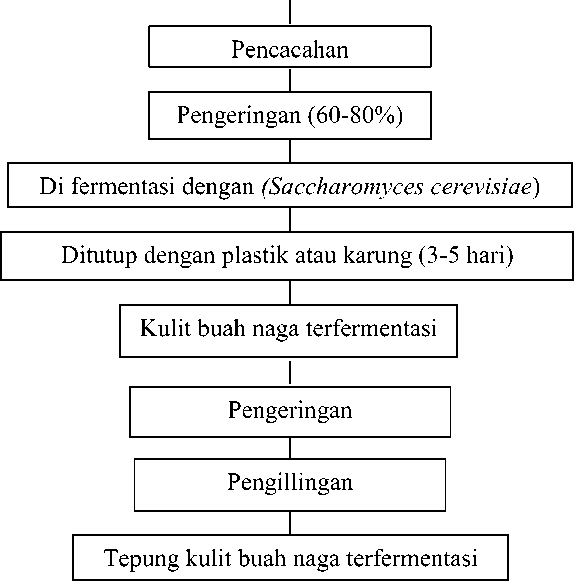 Pencacahan
Pengeringan (60-80%)
Di fermentasi dengan (Saccharomyces cerevisiae)
Ditutup dengan plastik atau karung (3-5 hari)
Kulit buah naga terfermentasi
Pengeringan
Pengillingan
Tepung kulit buah naga terfermentasi